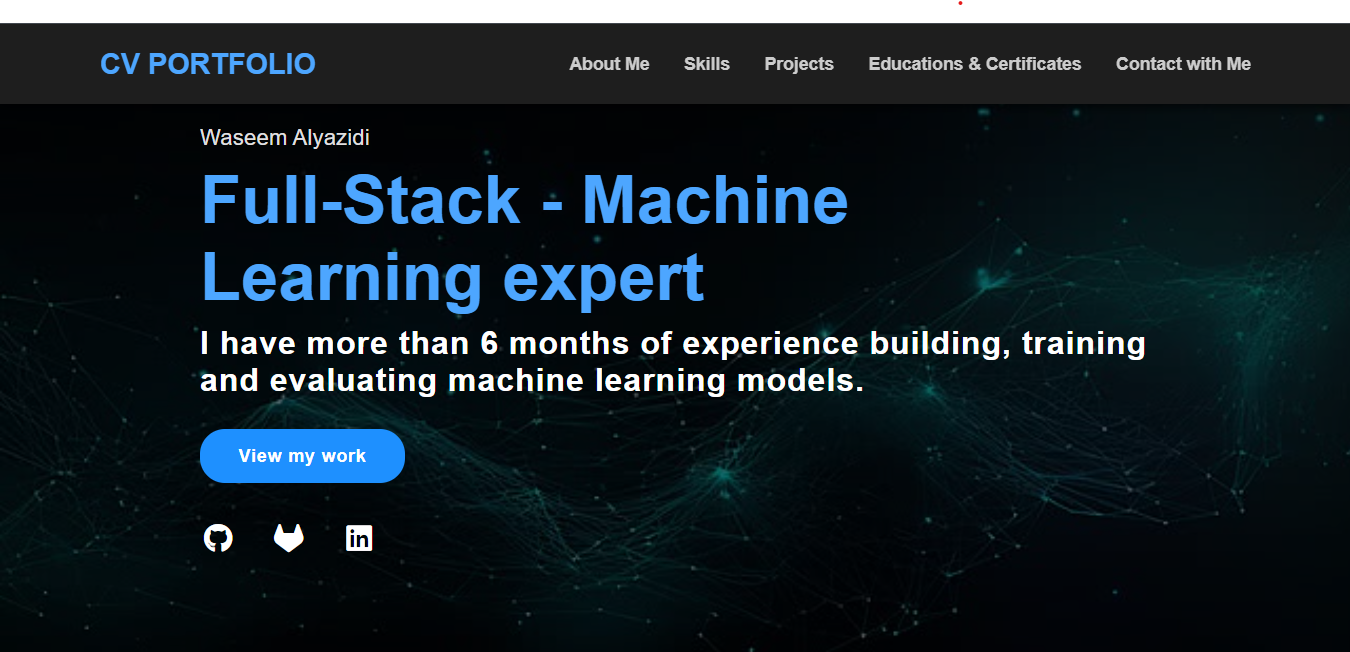 CV PORTFOLIO
About Me
Skills
Projects
Educations & Certificates
Contact with Me
Waseem Alyazidi
Full-Stack - Machine
Learning expert
I have more than 6 months of experience building, training
and evaluating machine learning models.
View my work
in